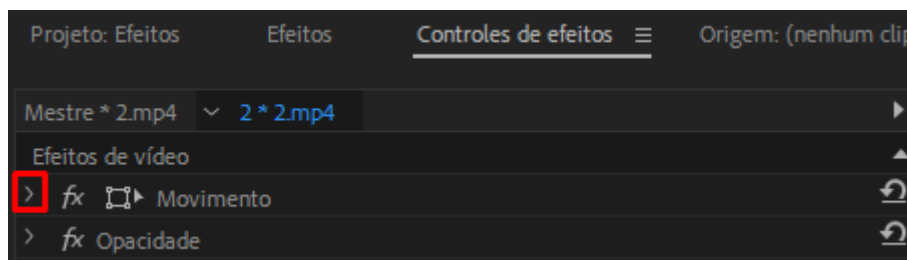 Projeto: Efeitos Efeitos Controles de efeitos Origem: (nenhum clip
Mestre * 2.mp4 2 * 2.mp4
Efeitos de vídeo
fx Movimento
fx Opacidade